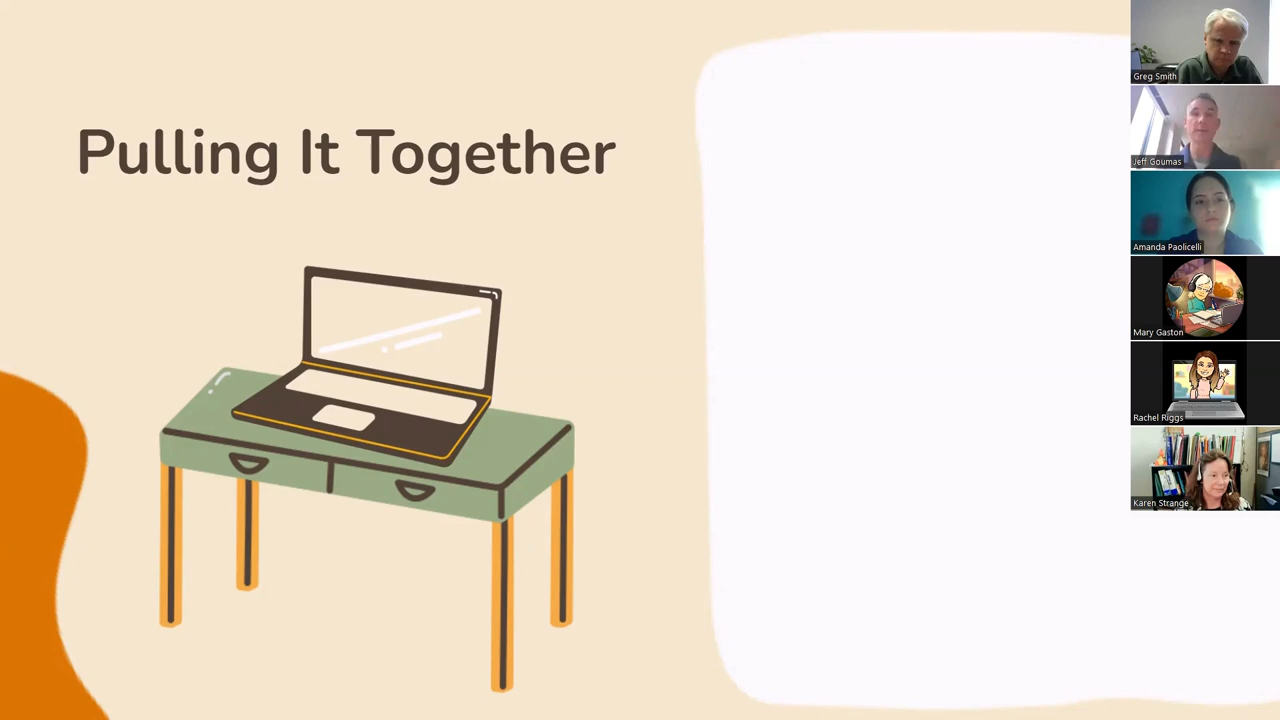 Pulling It Together
Greg Smith
Jeff Goumas
Amanda Paolicelli
Mary Gaston
Rachel Riggs
Karen Strange